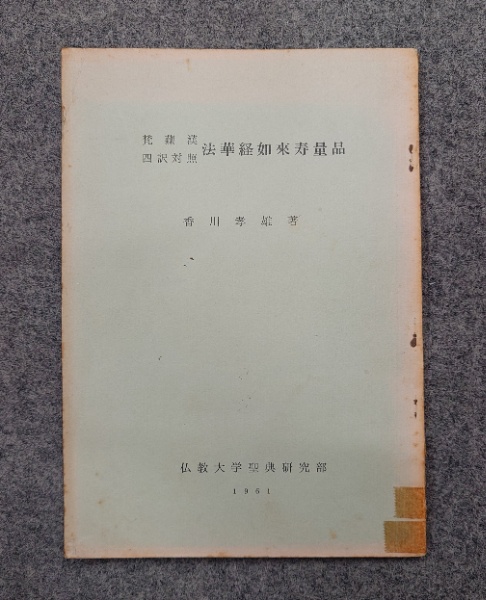 梵蔵漢
四訳対照
法華経如来寿量品
香川孝雄著
仏教大学聖典研究部
1961